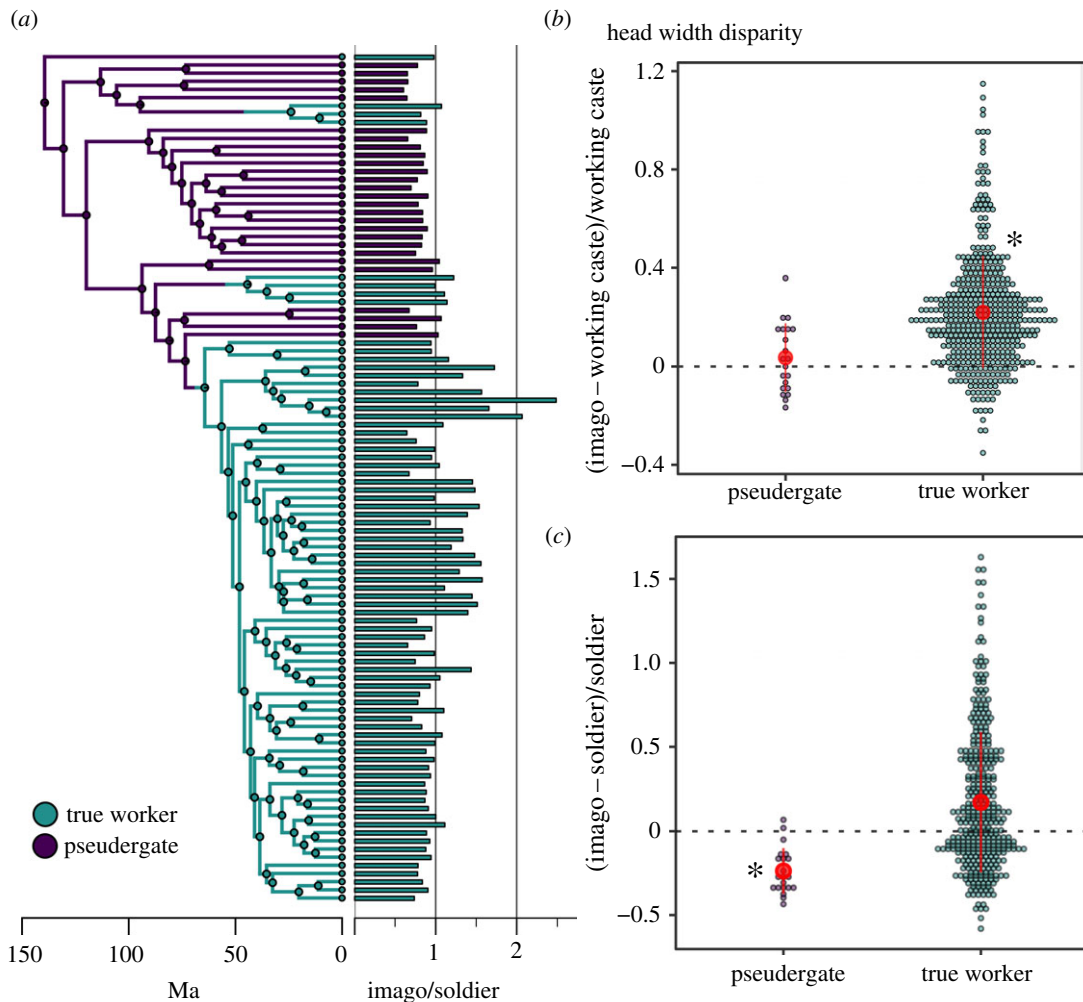 (a)
true worker
pseudergate
150
100
50
0
Ma
1
2
imago/soldier
(b)
head width disparity
(imago – working caste)/working caste
1.2
0.8
0.4
0
−0.4
*
pseudergate
true worker
(c)
(imago – soldier)/soldier
1.5
1.0
0.5
0
−0.5
*
pseudergate
true worker